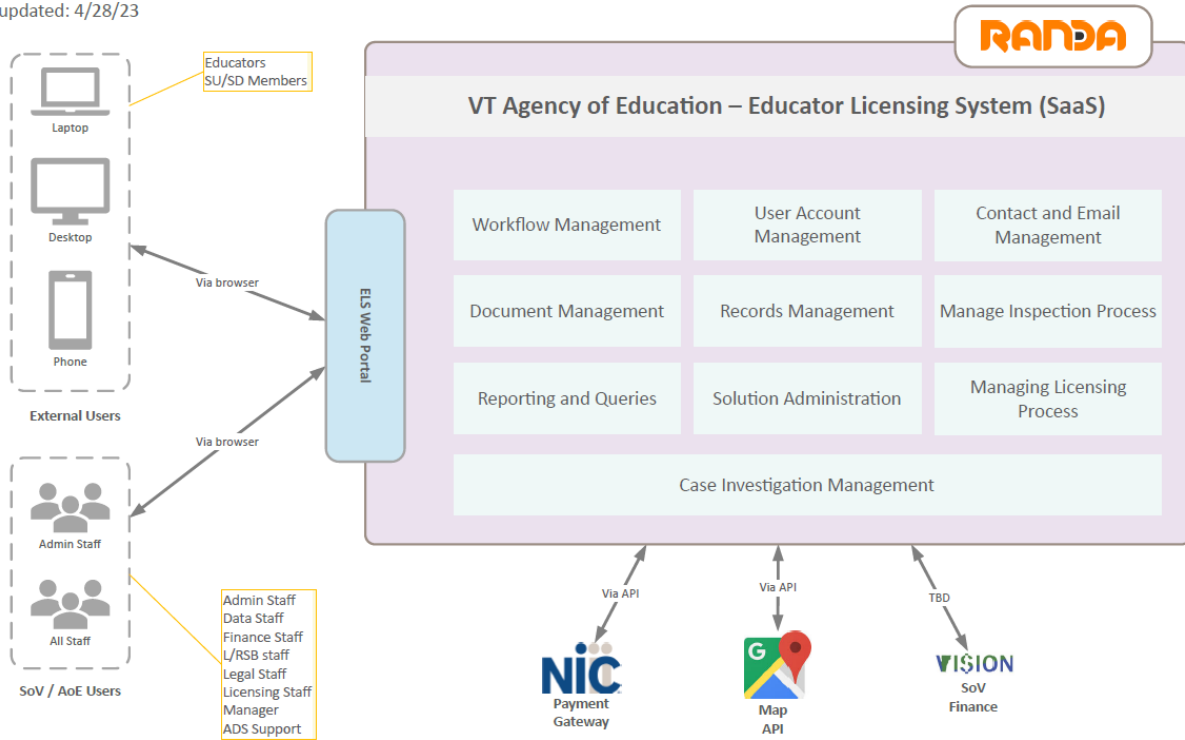 updated: 4/28/23
RANDA
VT Agency of Education – Educator Licensing System (SaaS)
Educators
SU/SD Members
Laptop
Desktop
Phone
External Users
Via browser
Via browser
ELS Web Portal
Workflow Management
User Account
Management
Contact and Email
Management
Document Management
Records Management
Manage Inspection Process
Reporting and Queries
Solution Administration
Managing Licensing
Process
Case Investigation Management
Admin Staff
All Staff
SoV / AoE Users
Admin Staff
Data Staff
Finance Staff
L/RSB staff
Legal Staff
Licensing Staff
Manager
ADS Support
Via API
Via API
TBD
NIC
Payment
Gateway
G
Map
API
VISION
SoV
Finance